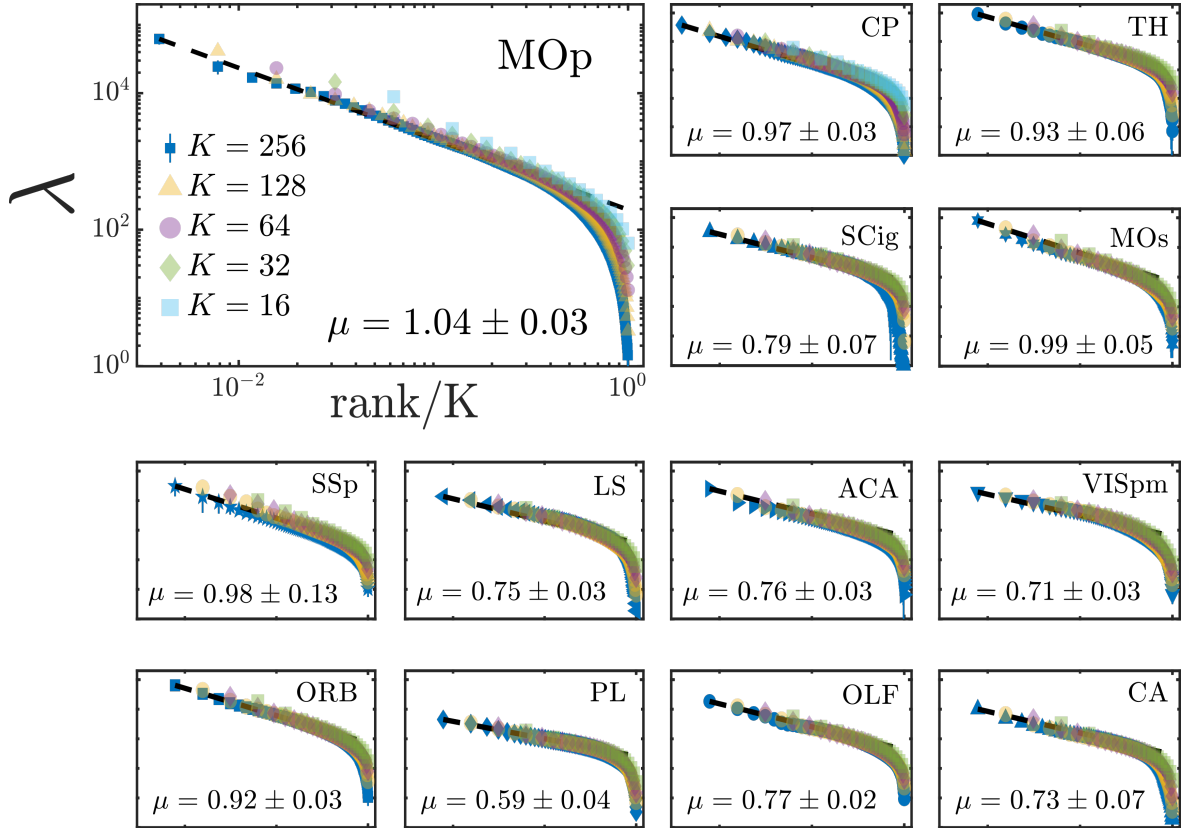 MOp
λ
10^4
10^2
10^0
K = 256
K = 128
K = 64
K = 32
K = 16
μ = 1.04 ± 0.03
10^-2
10^0
rank/K
CP
μ = 0.97 ± 0.03
TH
μ = 0.93 ± 0.06
SCig
μ = 0.79 ± 0.07
MOs
μ = 0.99 ± 0.05
SSp
μ = 0.98 ± 0.13
LS
μ = 0.75 ± 0.03
ACA
μ = 0.76 ± 0.03
VISpm
μ = 0.71 ± 0.03
ORB
μ = 0.92 ± 0.03
PL
μ = 0.59 ± 0.04
OLF
μ = 0.77 ± 0.02
CA
μ = 0.73 ± 0.07